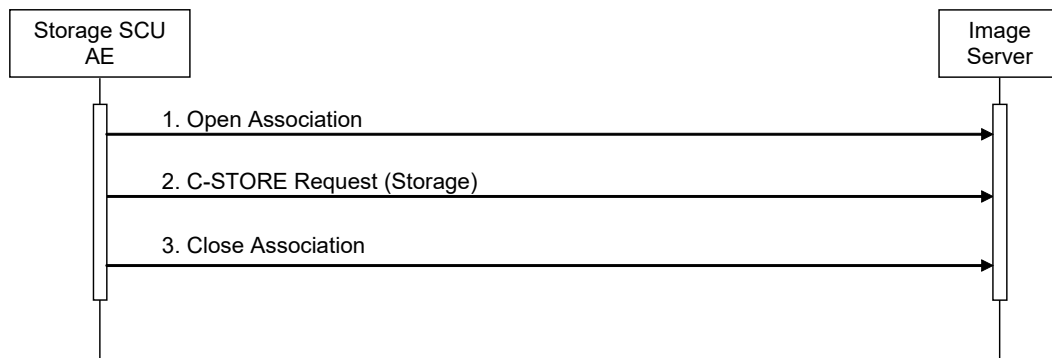 Storage SCU
AE
Image
Server
1. Open Association
2. C-STORE Request (Storage)
3. Close Association